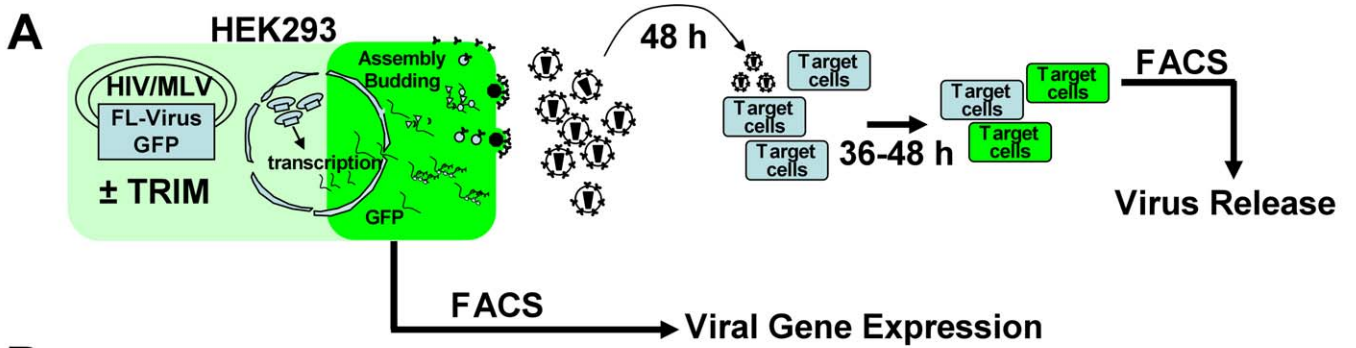 A
HEK293
HIV/MLV
FL-Virus
GFP
± TRIM
transcription
Assembly
Budding
GFP
48 h
Target
cells
Target
cells
Target
cells
36-48 h
Target
cells
Target
cells
Target
cells
FACS
Virus Release
FACS
Viral Gene Expression